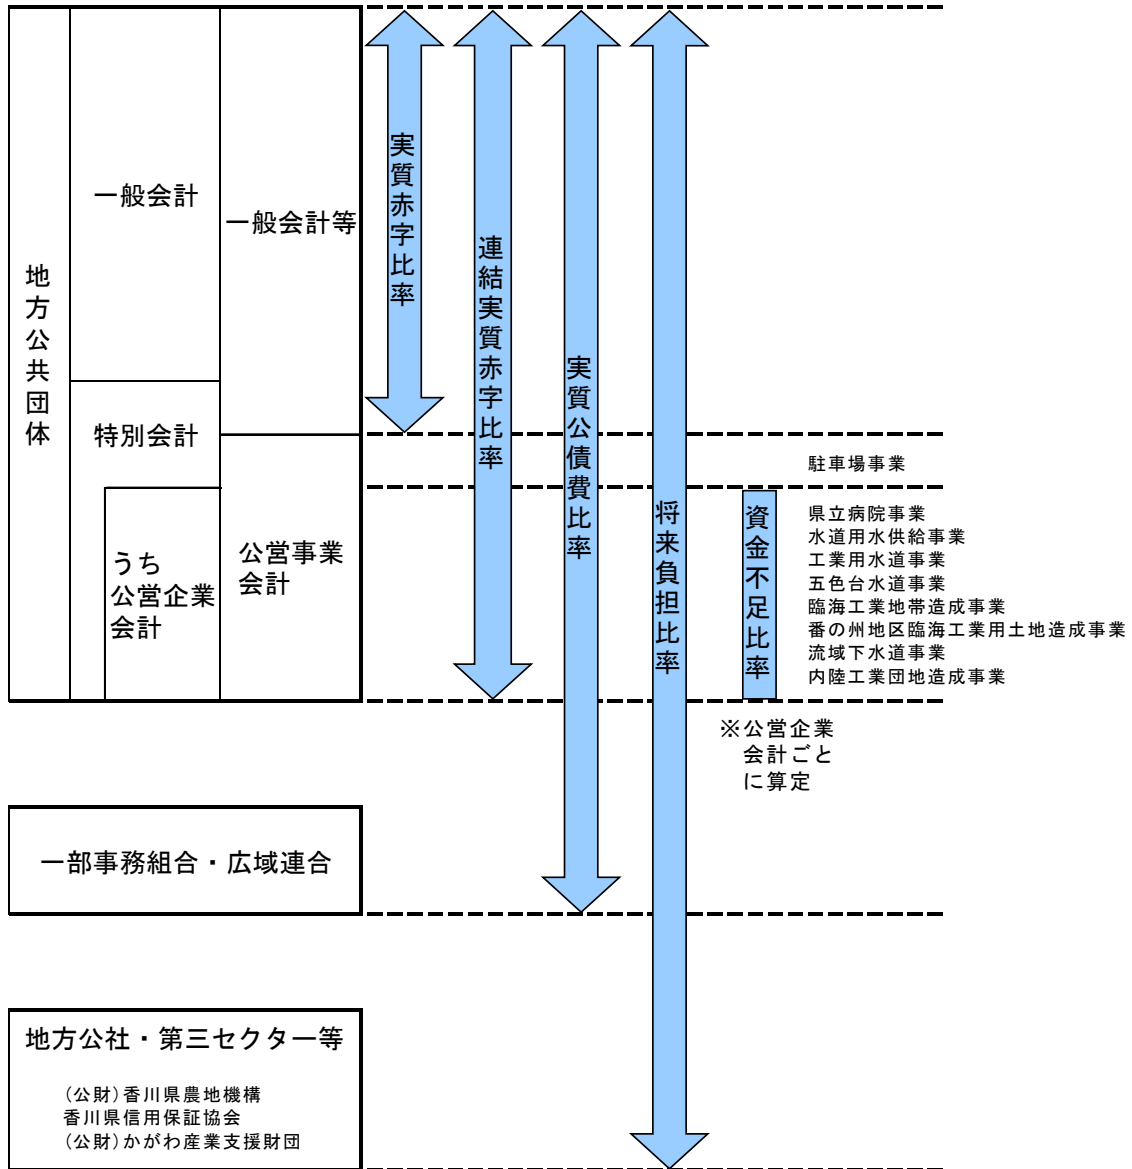 地方公共団体
一般会計
一般会計等
特別会計
うち
公営企業
会計
公営事業
会計
実質赤字比率
連結実質赤字比率
実質公債費比率
将来負担比率
資金不足比率
駐車場事業
県立病院事業
水道用水供給事業
工業用水道事業
五色台水道事業
臨海工業地帯造成事業
番の州地区臨海工業用土地造成事業
流域下水道事業
内陸工業団地造成事業
※公営企業
会計ごと
に算定
一部事務組合・広域連合
地方公社・第三セクター等
(公財)香川県農地機構
香川県信用保証協会
(公財)かがわ産業支援財団